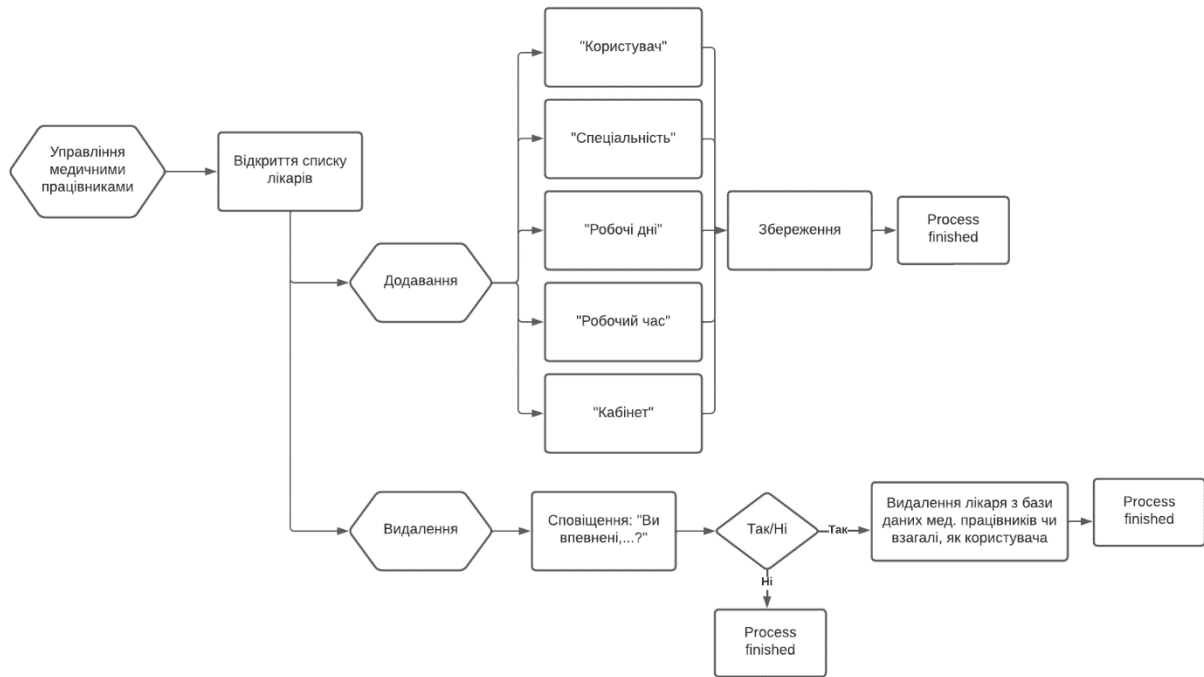 "Користувач"
"Спеціальність"
Управління
медичними
працівниками
Відкриття списку
лікарів
"Робочі дні"
Збереження
Process
finished
Додавання
"Робочий час"
"Кабінет"
Видалення
Сповіщення: "Ви
впевнені,...?"
Так/Ні
Так
Видалення лікаря з бази
даних мед. працівників чи
взагалі, як користувача
Process
finished
Ні
Process
finished